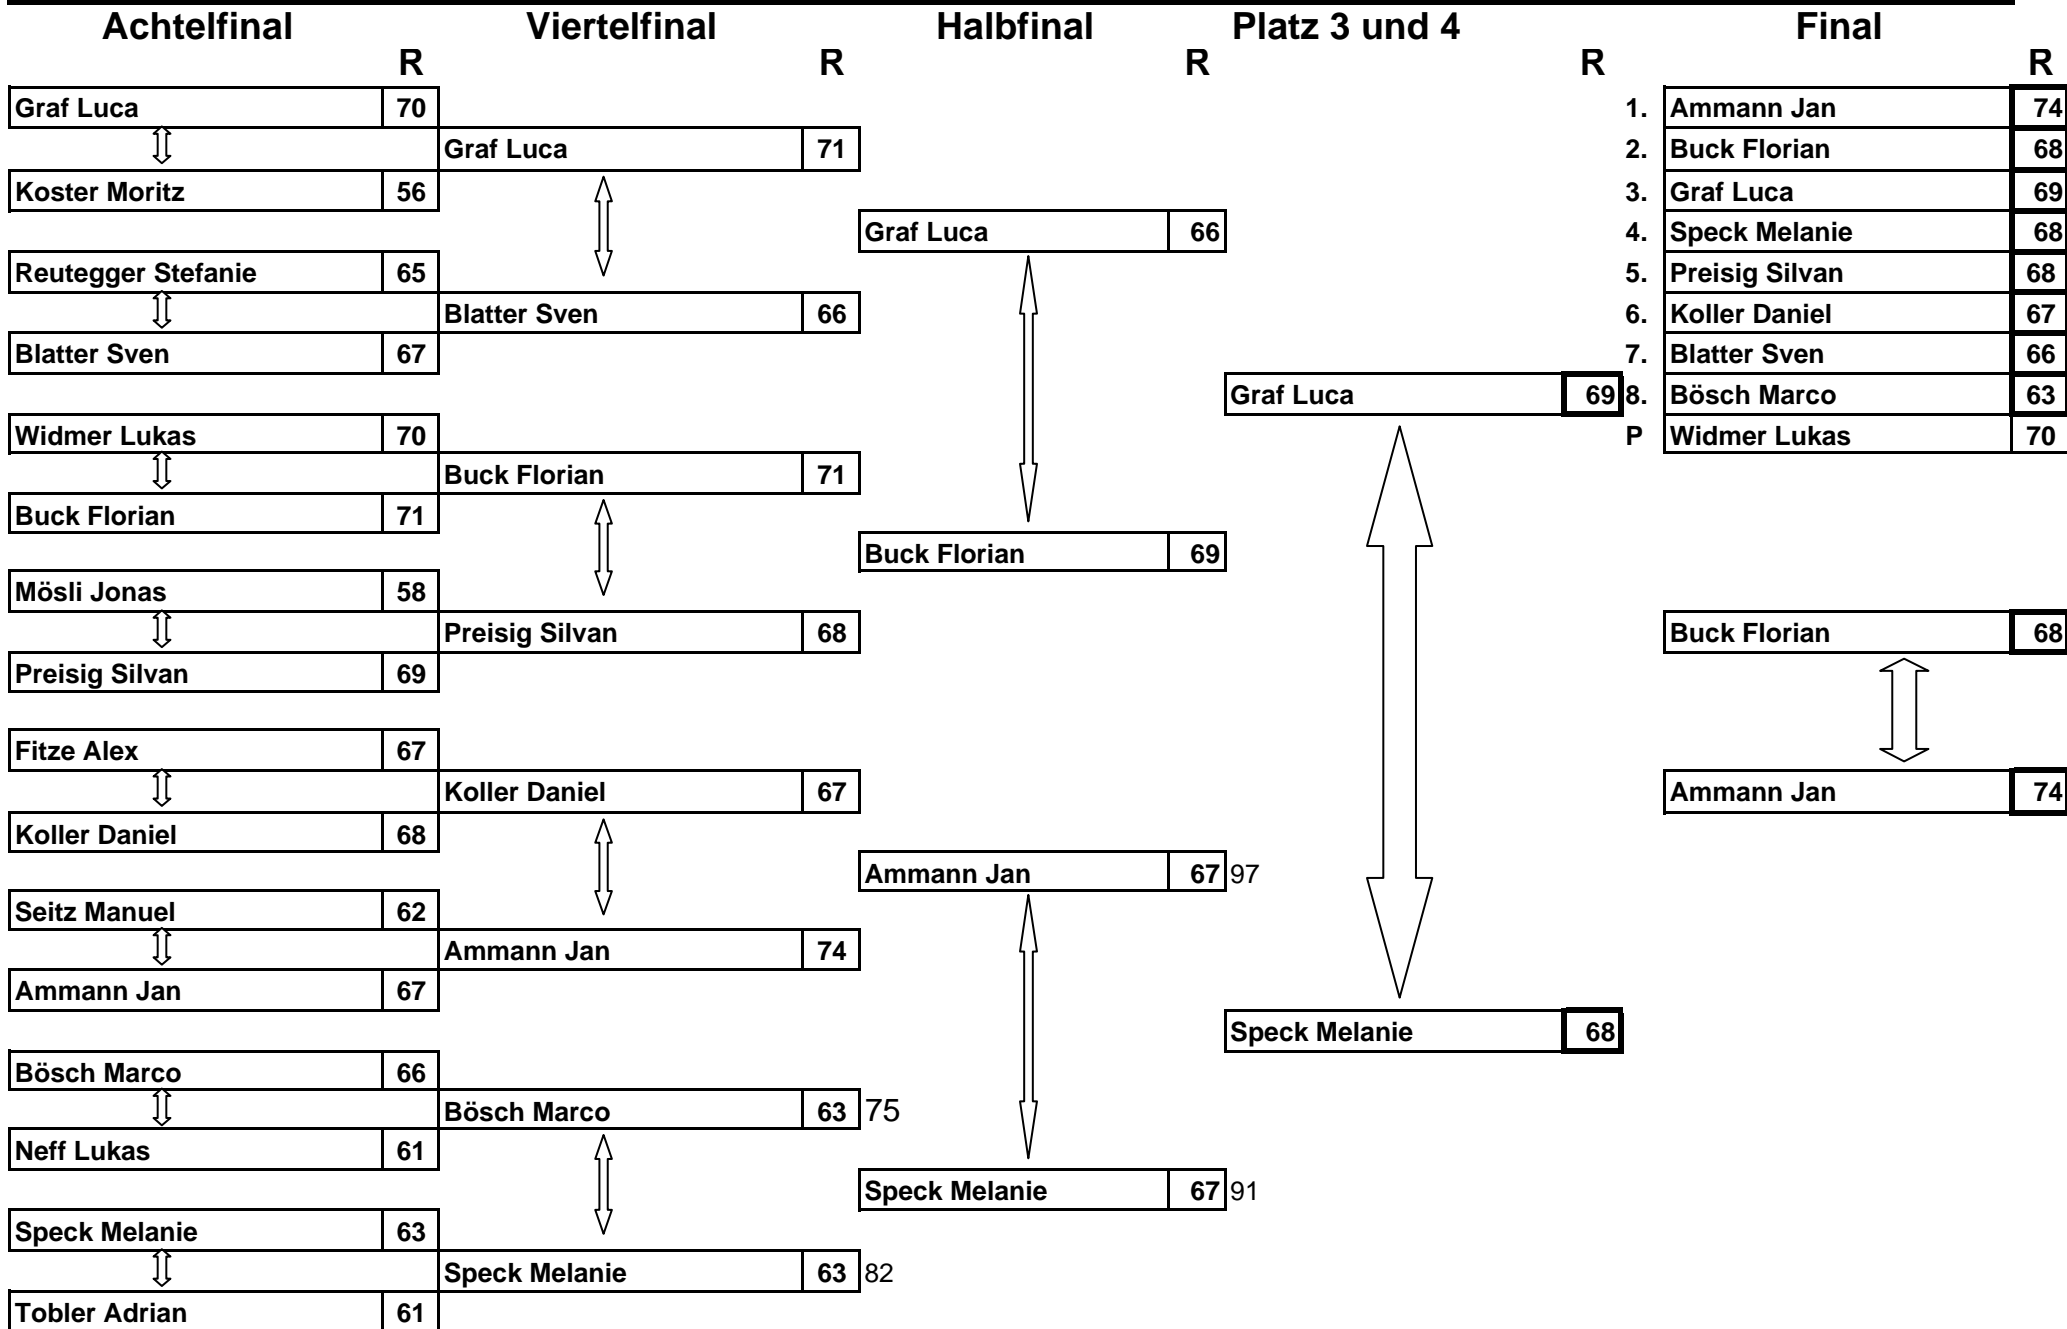 Achtelfinal Viertelfinal Halbfinal Platz 3 und 4 Final
R R R R R
Graf Luca 70 1. Ammann Jan 74
Graf Luca 71 2. Buck Florian 68
Koster Moritz 56 3. Graf Luca 69
Graf Luca 66 4. Speck Melanie 68
Reutegger Stefanie 65 5. Preisig Silvan 68
Blatter Sven 66 6. Koller Daniel 67
Blatter Sven 67 7. Blatter Sven 66
Graf Luca 69 8. Bösch Marco 63
Widmer Lukas 70 P Widmer Lukas 70
Buck Florian 71
Buck Florian 71
Buck Florian 69
Mösli Jonas 58
Preisig Silvan 68 Buck Florian 68
Preisig Silvan 69
Fitze Alex 67
Koller Daniel 67 Ammann Jan 74
Koller Daniel 68
Ammann Jan 67 97
Seitz Manuel 62
Ammann Jan 74
Ammann Jan 67
Speck Melanie 68
Bösch Marco 66
Bösch Marco 63 75
Neff Lukas 61
Speck Melanie 67 91
Speck Melanie 63
Speck Melanie 63 82
Tobler Adrian 61